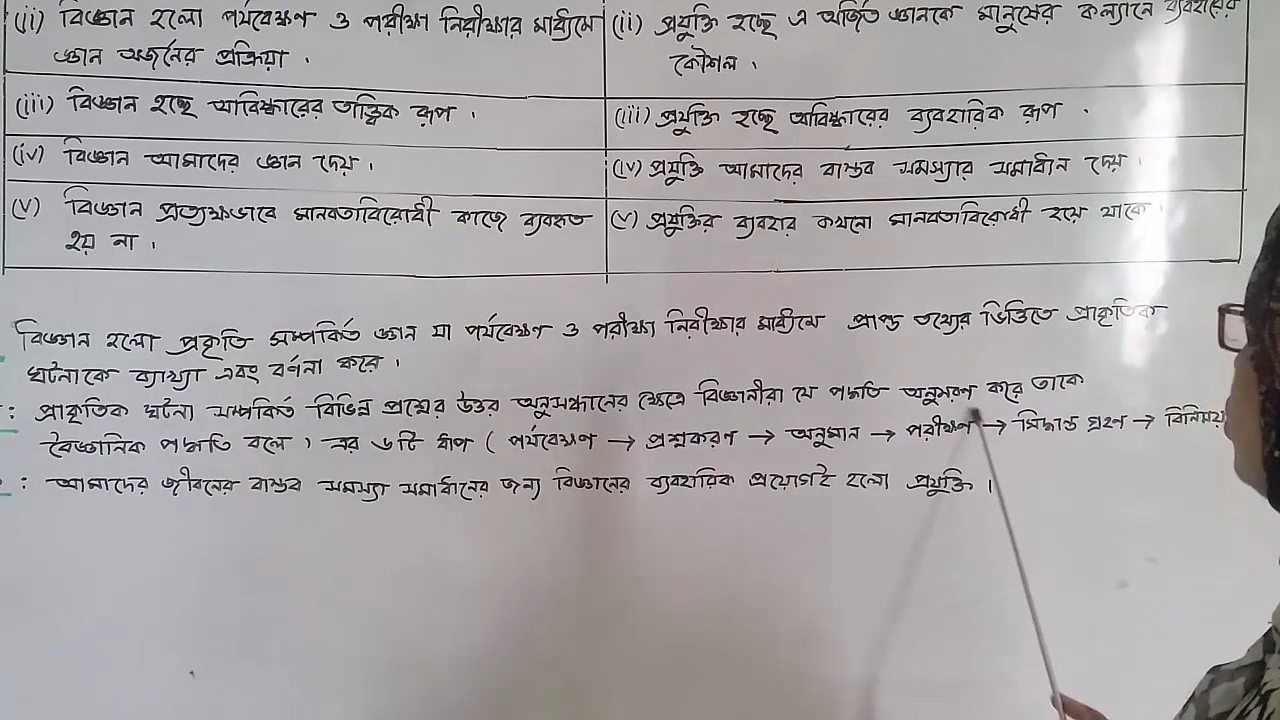 (ii) বিজ্ঞান হলো পর্যবেক্ষণ ও পরীক্ষা নিরীক্ষার মাধ্যমে
জ্ঞান অর্জনের প্রক্রিয়া।
(ii) প্রযুক্তি হচ্ছে এ অর্জিত জ্ঞানকে মানুষের কল্যানে ব্যবহারের
কৌশল।
(iii) বিজ্ঞান হচ্ছে আবিষ্কারের তাত্ত্বিক রূপ।
(iii) প্রযুক্তি হচ্ছে আবিষ্কারের ব্যবহারিক রূপ।
(iv) বিজ্ঞান আমাদের জ্ঞান দেয়।
(iv) প্রযুক্তি আমাদের বাস্তব সমস্যার সমাধান দেয়।
(v) বিজ্ঞান প্রত্যক্ষভাবে মানবতাবিরোধী কাজে ব্যবহৃত
হয় না।
(v) প্রযুক্তির ব্যবহার কখনো মানবতাবিরোধী হয়ে থাকে।
বিজ্ঞান হলো প্রকৃতি সম্পর্কিত জ্ঞান যা পর্যবেক্ষণ ও পরীক্ষা নিরীক্ষার মাধ্যমে প্রাপ্ত তথ্যের ভিত্তিতে প্রাকৃতিক
ঘটনাকে ব্যাখ্যা এবং বর্ণনা করে।
: প্রাকৃতিক ঘটনা সম্পর্কিত বিভিন্ন প্রশ্নের উত্তর অনুসন্ধানের ক্ষেত্রে বিজ্ঞানীরা যে পদ্ধতি অনুসরণ করে তাকে
বৈজ্ঞানিক পদ্ধতি বলে। এর ৬টি ধাপ (পর্যবেক্ষণ → প্রশ্নকরণ → অনুমান → পরীক্ষণ → সিদ্ধান্ত গ্রহণ → বিনিময়
: আমাদের জীবনের বাস্তব সমস্যা সমাধানের জন্য বিজ্ঞানের ব্যবহারিক প্রয়োগই হলো প্রযুক্তি।